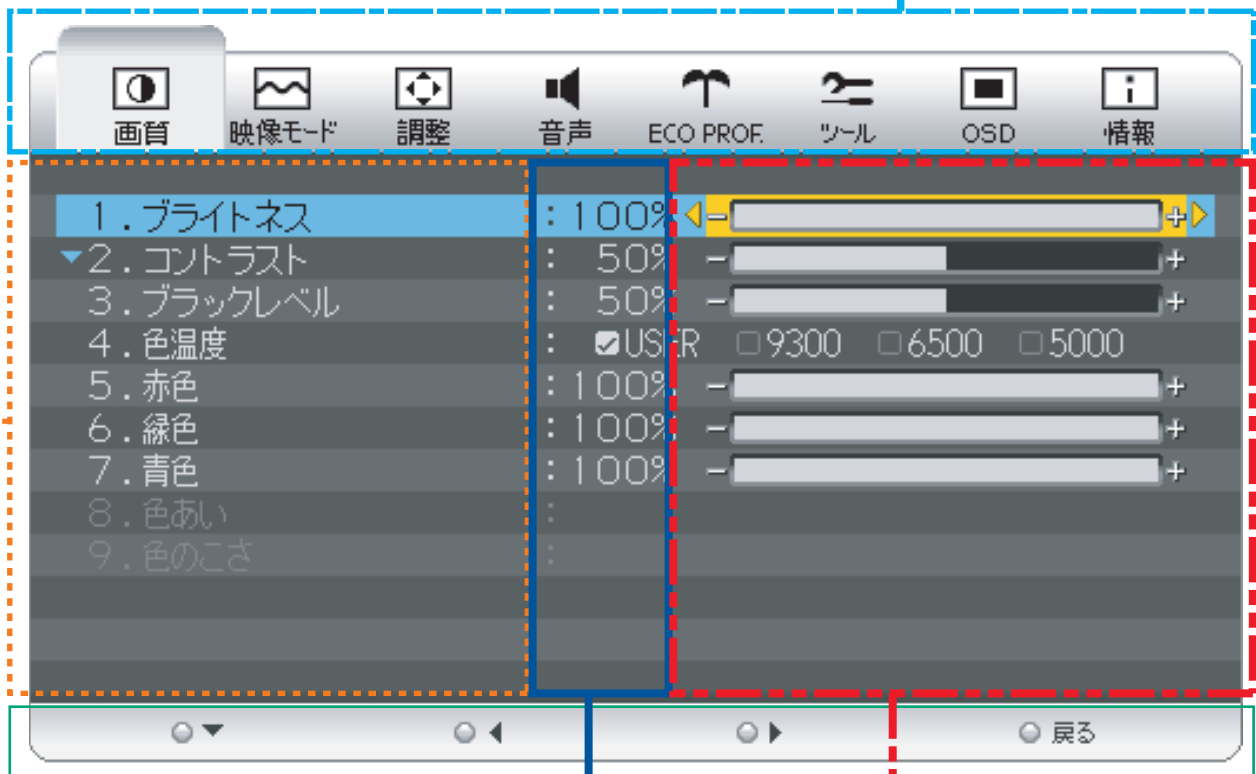 画質 映像モード 調整 音声 ECO PROF. ツール OSD 情報
1.ブライトネス :100% - +
2.コントラスト : 50% - +
3.ブラックレベル : 50% - +
4.色温度 : USER 9300 6500 5000
5.赤色 :100% - +
6.緑色 :100% - +
7.青色 :100% - +
8.色あい :
9.色のこさ :
戻る